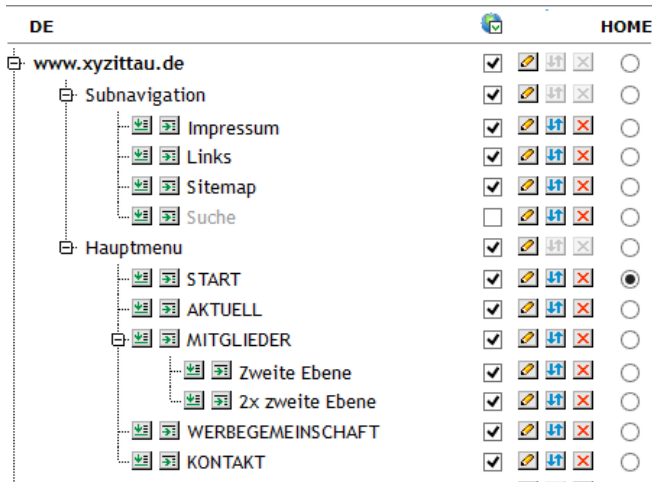 DE HOME
www.xyzittau.de
Subnavigation
Impressum
Links
Sitemap
Suche
Hauptmenu
START
AKTUELL
MITGLIEDER
Zweite Ebene
2x zweite Ebene
WERBEGEMEINSCHAFT
KONTAKT